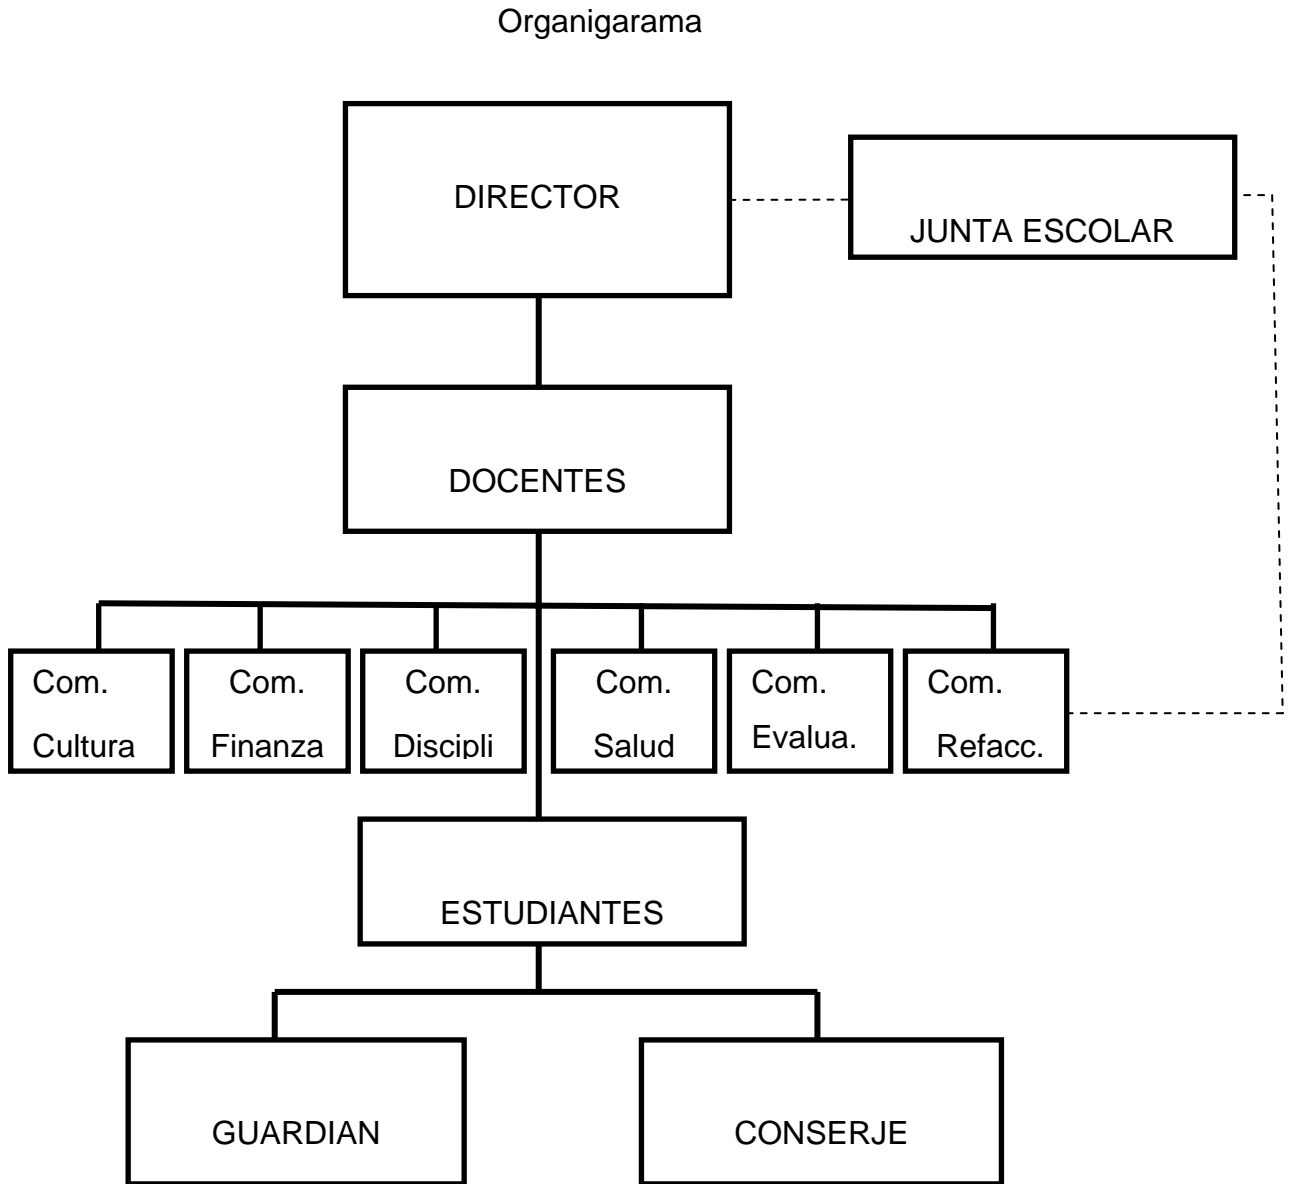 Organigarama
DIRECTOR
JUNTA ESCOLAR
DOCENTES
Com.
Cultura
Com.
Finanza
Com.
Discipli
Com.
Salud
Com.
Evalua.
Com.
Refacc.
ESTUDIANTES
GUARDIAN
CONSERJE